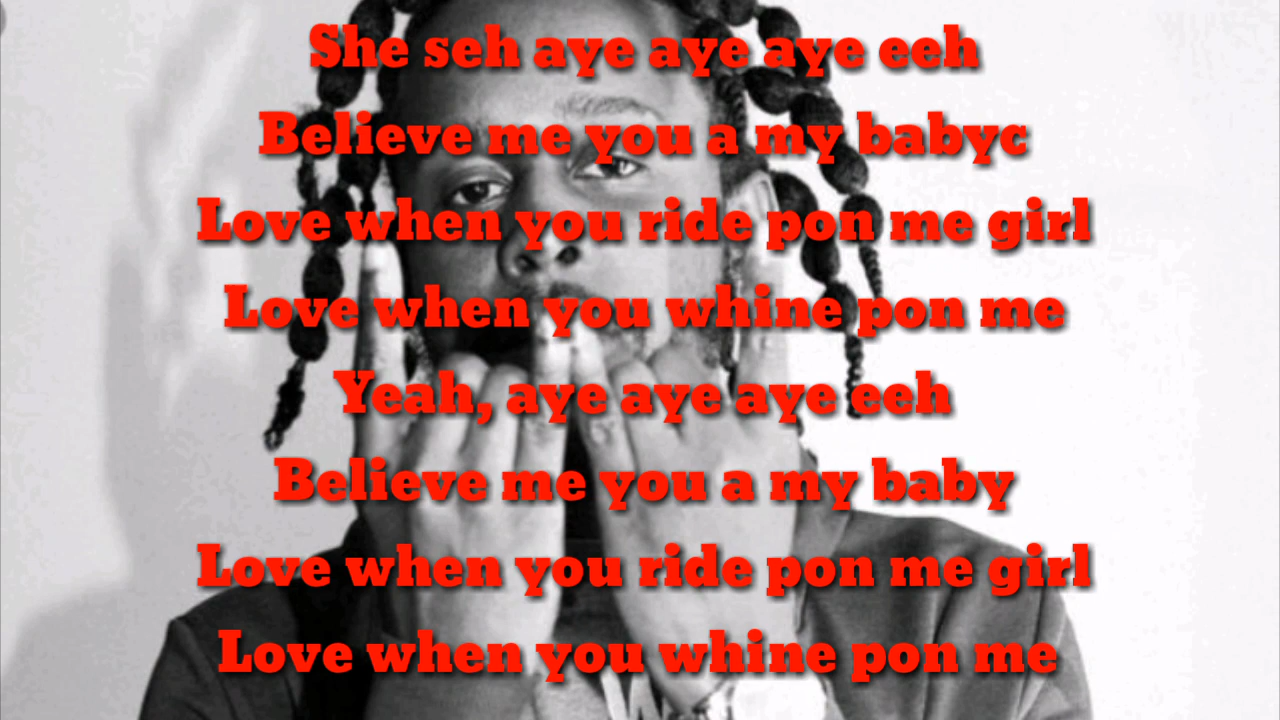 She seh aye aye aye eeh
Believe me you a my babyc
Love when you ride pon me girl
Love when you whine pon me
Yeah, aye aye aye eeh
Believe me you a my baby
Love when you ride pon me girl
Love when you whine pon me